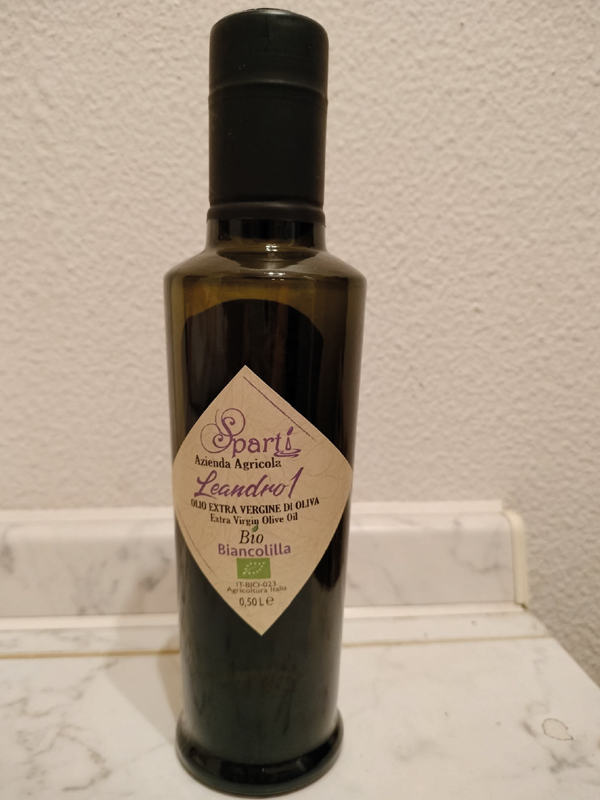 Sparti
Azienda Agricola
Leandro1
OLIO EXTRA VERGINE DI OLIVA
Extra Virgin Olive Oil
Bio
Biancolilla
IT-BIO-023
Agricoltura Italia
0,50 L e